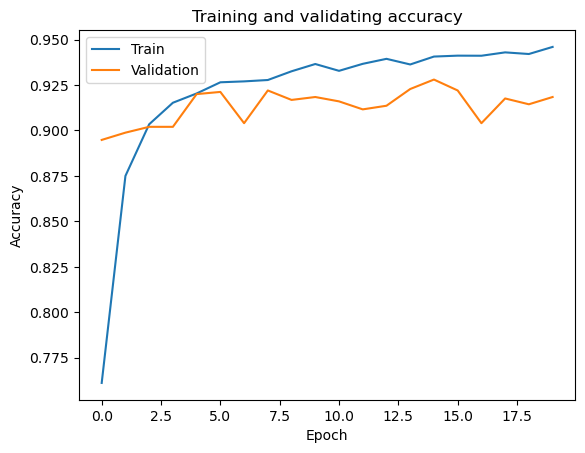 Training and validating accuracy
Train
Validation
0.950
0.925
0.900
0.875
0.850
0.825
0.800
0.775
Accuracy
0.0 2.5 5.0 7.5 10.0 12.5 15.0 17.5
Epoch